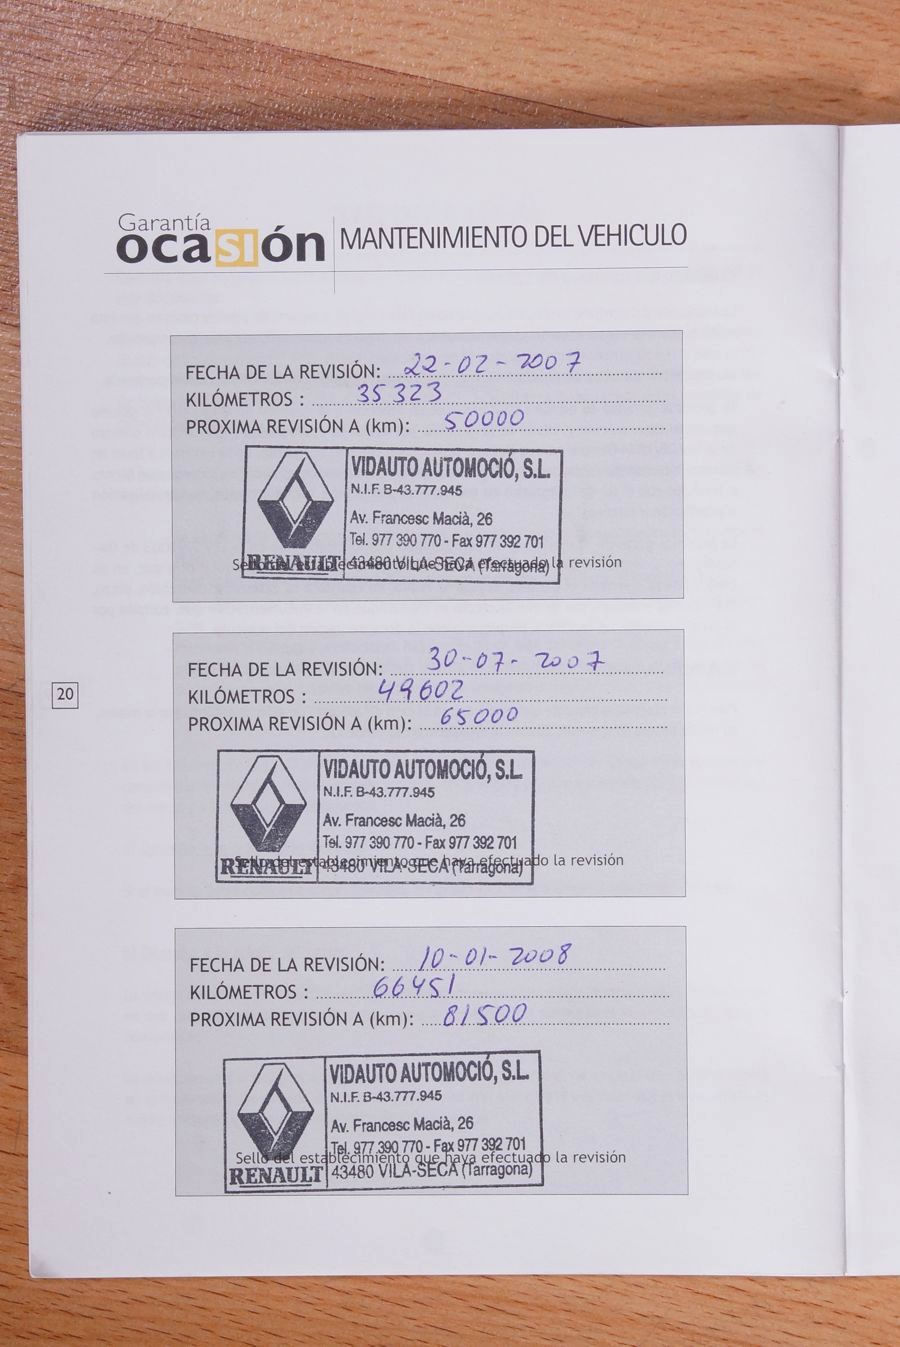 Garantía
ocasión
MANTENIMIENTO DEL VEHICULO
FECHA DE LA REVISIÓN: 22-02-2007
KILÓMETROS : 35323
PROXIMA REVISIÓN A (km): 50000
VIDAUTO AUTOMOCIÓ, S.L.
N.I.F. B-43.777.945
Av. Francesc Macià, 26
Tel. 977 390 770 - Fax 977 392 701
RENAULT 43480 VILA-SECA (Tarragona)
Sello del establecimiento que haya efectuado la revisión
20
FECHA DE LA REVISIÓN: 30-07-2007
KILÓMETROS : 49602
PROXIMA REVISIÓN A (km): 65000
VIDAUTO AUTOMOCIÓ, S.L.
N.I.F. B-43.777.945
Av. Francesc Macià, 26
Tel. 977 390 770 - Fax 977 392 701
Sello del establecimiento que haya efectuado la revisión
RENAULT 43480 VILA-SECA (Tarragona)
FECHA DE LA REVISIÓN: 10-01-2008
KILÓMETROS : 66451
PROXIMA REVISIÓN A (km): 81500
VIDAUTO AUTOMOCIÓ, S.L.
N.I.F. B-43.777.945
Av. Francesc Macià, 26
Tel. 977 390 770 - Fax 977 392 701
Sello del establecimiento que haya efectuado la revisión
RENAULT 43480 VILA-SECA (Tarragona)